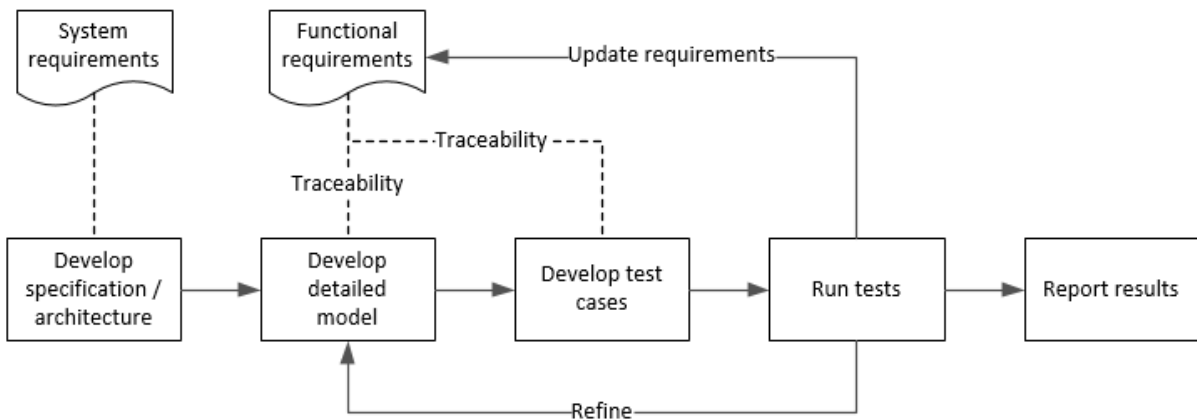 System
requirements
Functional
requirements
Update requirements
Traceability
Traceability
Develop
specification /
architecture
Develop
detailed
model
Develop test
cases
Run tests
Report results
Refine